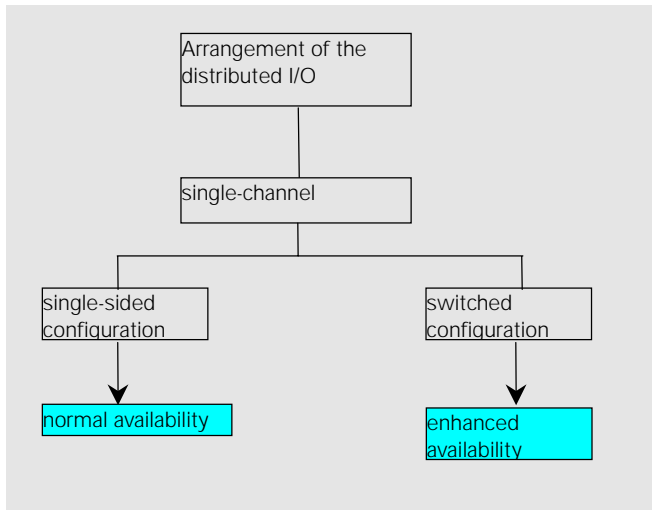 Arrangement of the
distributed I/O
single-channel
single-sided
configuration
switched
configuration
normal availability
enhanced
availability